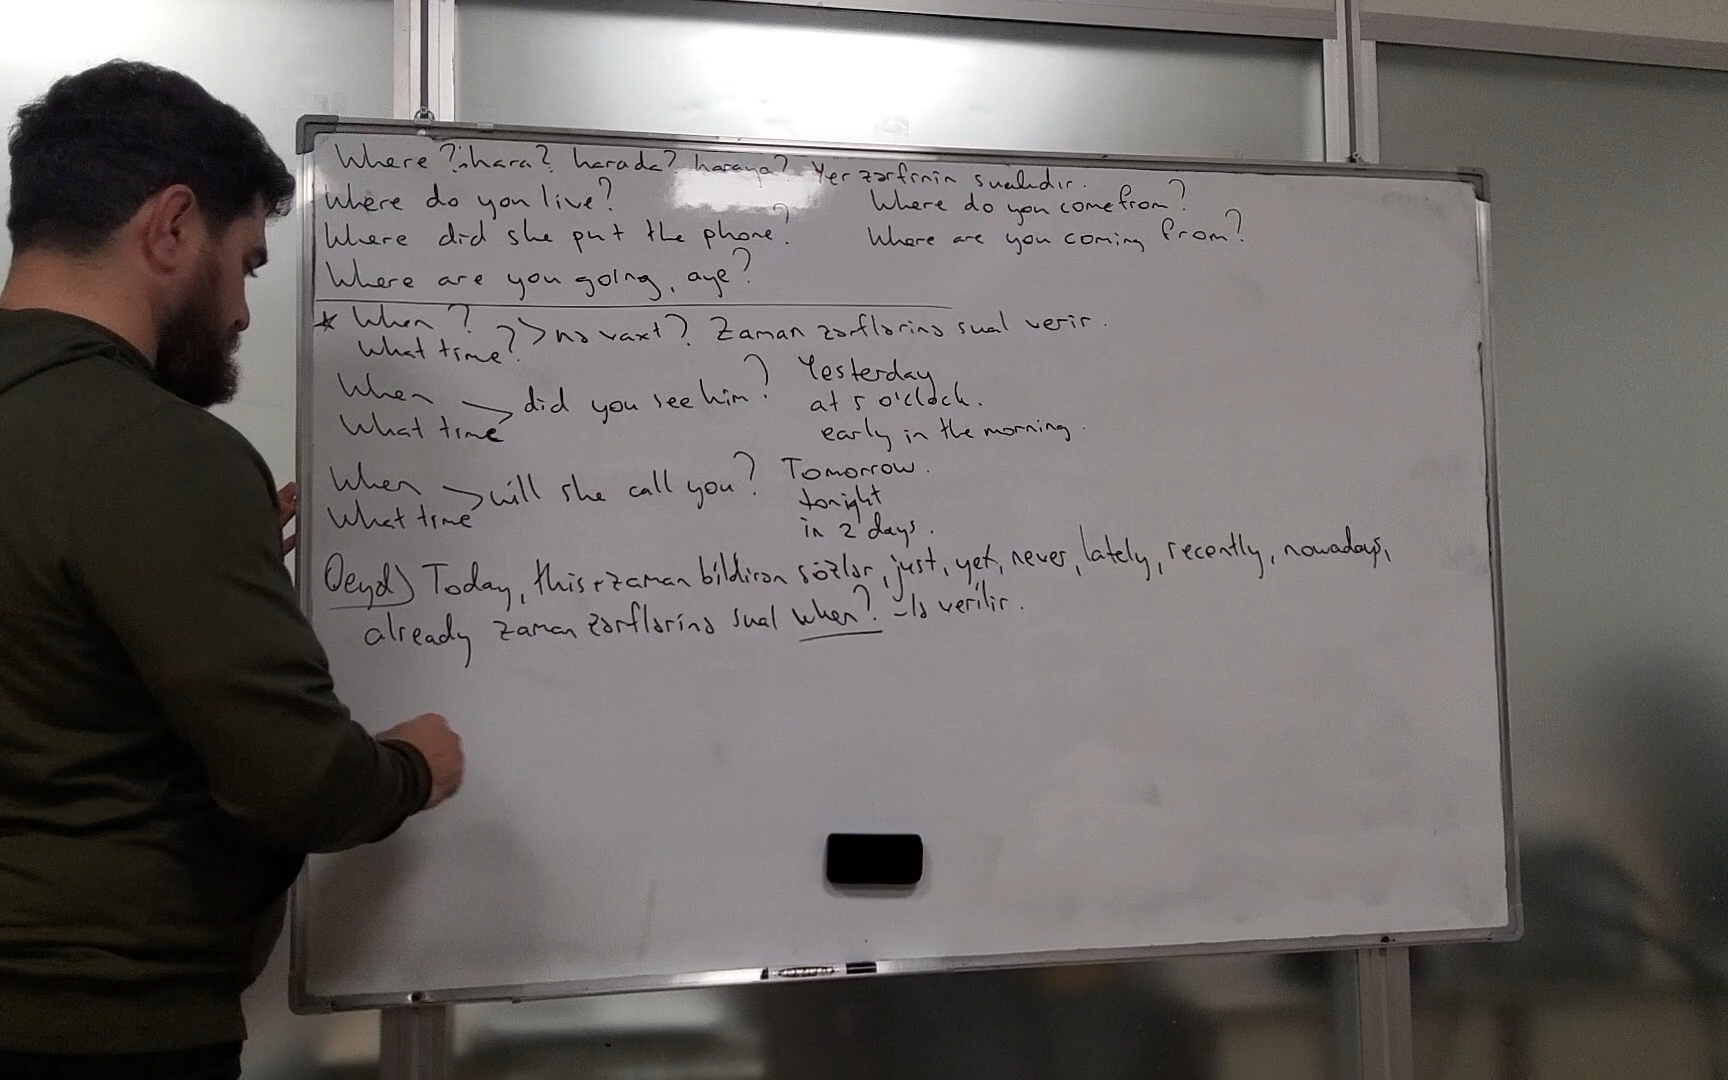 Where?: hara? harada? haraya? Yer zərfinin sualıdır.
Where do you live?
Where do you come from?
Where did she put the phone?
Where are you coming from?
Where are you going, aye?
* When?
What time? > nə vaxt? Zaman zərflərinə sual verir.
When
What time > did you see him? Yesterday
at 5 o'clock.
early in the morning.
When
What time > will she call you? Tomorrow.
tonight
in 2 days.
Qeyd) Today, this + zaman bildirən sözlər, just, yet, never, lately, recently, nowadays,
already zaman zərflərinə sual when? -lə verilir.